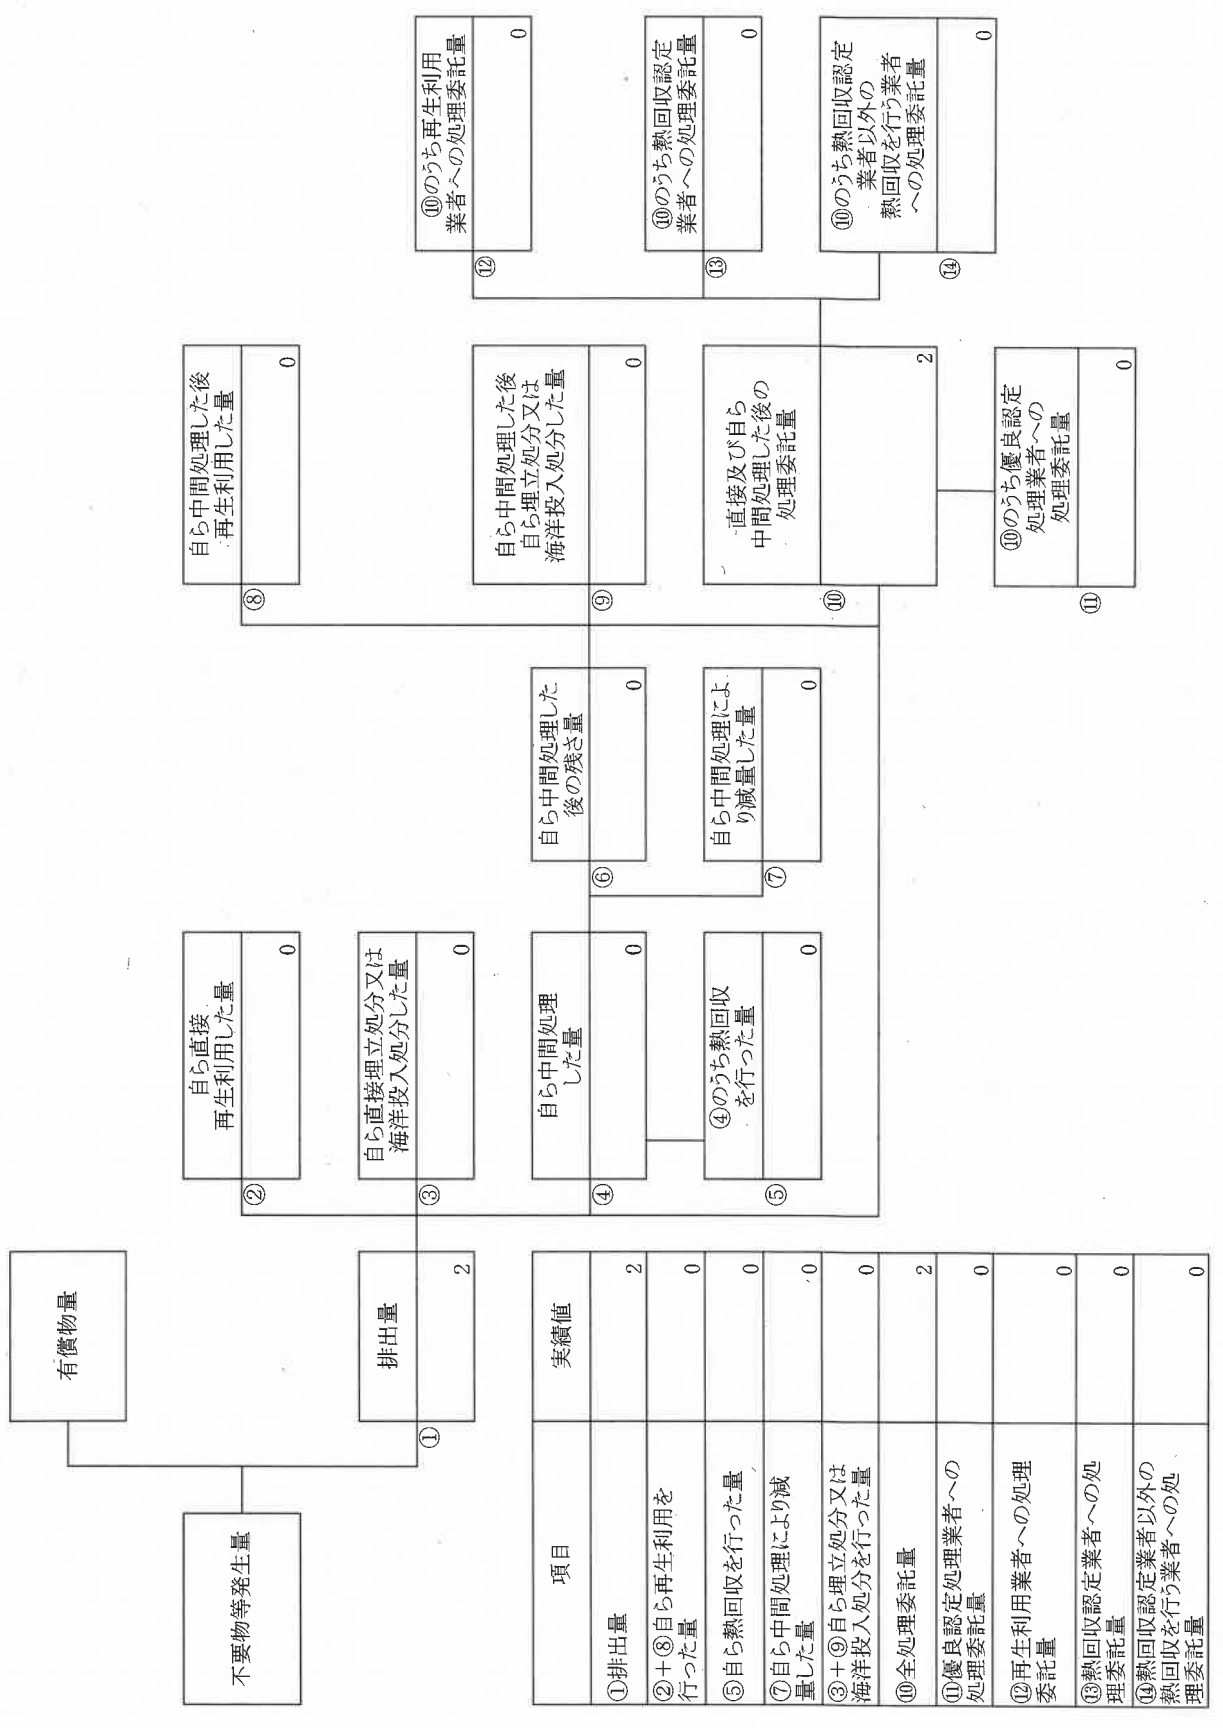 不要物等発生量
有償物量
①
排出量
2
②
自ら直接
再生利用した量
0
③
自ら直接埋立処分又は
海洋投入処分した量
0
④
自ら中間処理
した量
0
⑤
④のうち熱回収
を行った量
0
⑥
自ら中間処理した
後の残さ量
0
⑦
自ら中間処理によ
り減量した量
0
⑧
自ら中間処理した後
再生利用した量
0
⑨
自ら中間処理した後
自ら埋立処分又は
海洋投入処分した量
0
⑩
直接及び自ら
中間処理した後の
処理委託量
2
⑪
⑩のうち優良認定
処理業者への
処理委託量
0
⑫
⑩のうち再生利用
業者への処理委託量
0
⑬
⑩のうち熱回収認定
業者への処理委託量
0
⑭
⑩のうち熱回収認定
業者以外の
熱回収を行う業者
への処理委託量
0
項目 実績値
①排出量 2
②+⑧自ら再生利用を
行った量 0
⑤自ら熱回収を行った量 0
⑦自ら中間処理により減
量した量 0
③+⑨自ら埋立処分又は
海洋投入処分を行った量 0
⑩全処理委託量 2
⑪優良認定処理業者への
処理委託量 0
⑫再生利用業者への処理
委託量 0
⑬熱回収認定業者への処
理委託量 0
⑭熱回収認定業者以外の
熱回収を行う業者への処
理委託量 0